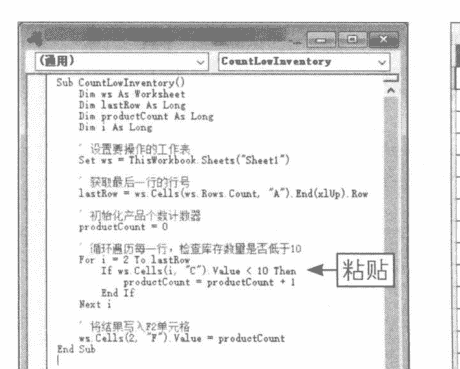 (通用)
CountLowInventory
Sub CountLowInventory()
Dim ws As Worksheet
Dim lastRow As Long
Dim productCount As Long
Dim i As Long
' 设置要操作的工作表
Set ws = ThisWorkbook.Sheets("Sheet1")
' 获取最后一行的行号
lastRow = ws.Cells(ws.Rows.Count, "A").End(xlUp).Row
' 初始化产品个数计数器
productCount = 0
' 循环遍历每一行，检查库存数量是否低于10
For i = 2 To lastRow
If ws.Cells(i, "C").Value < 10 Then
productCount = productCount + 1
End If
Next i
' 将结果写入F2单元格
ws.Cells(2, "F").Value = productCount
End Sub
粘贴